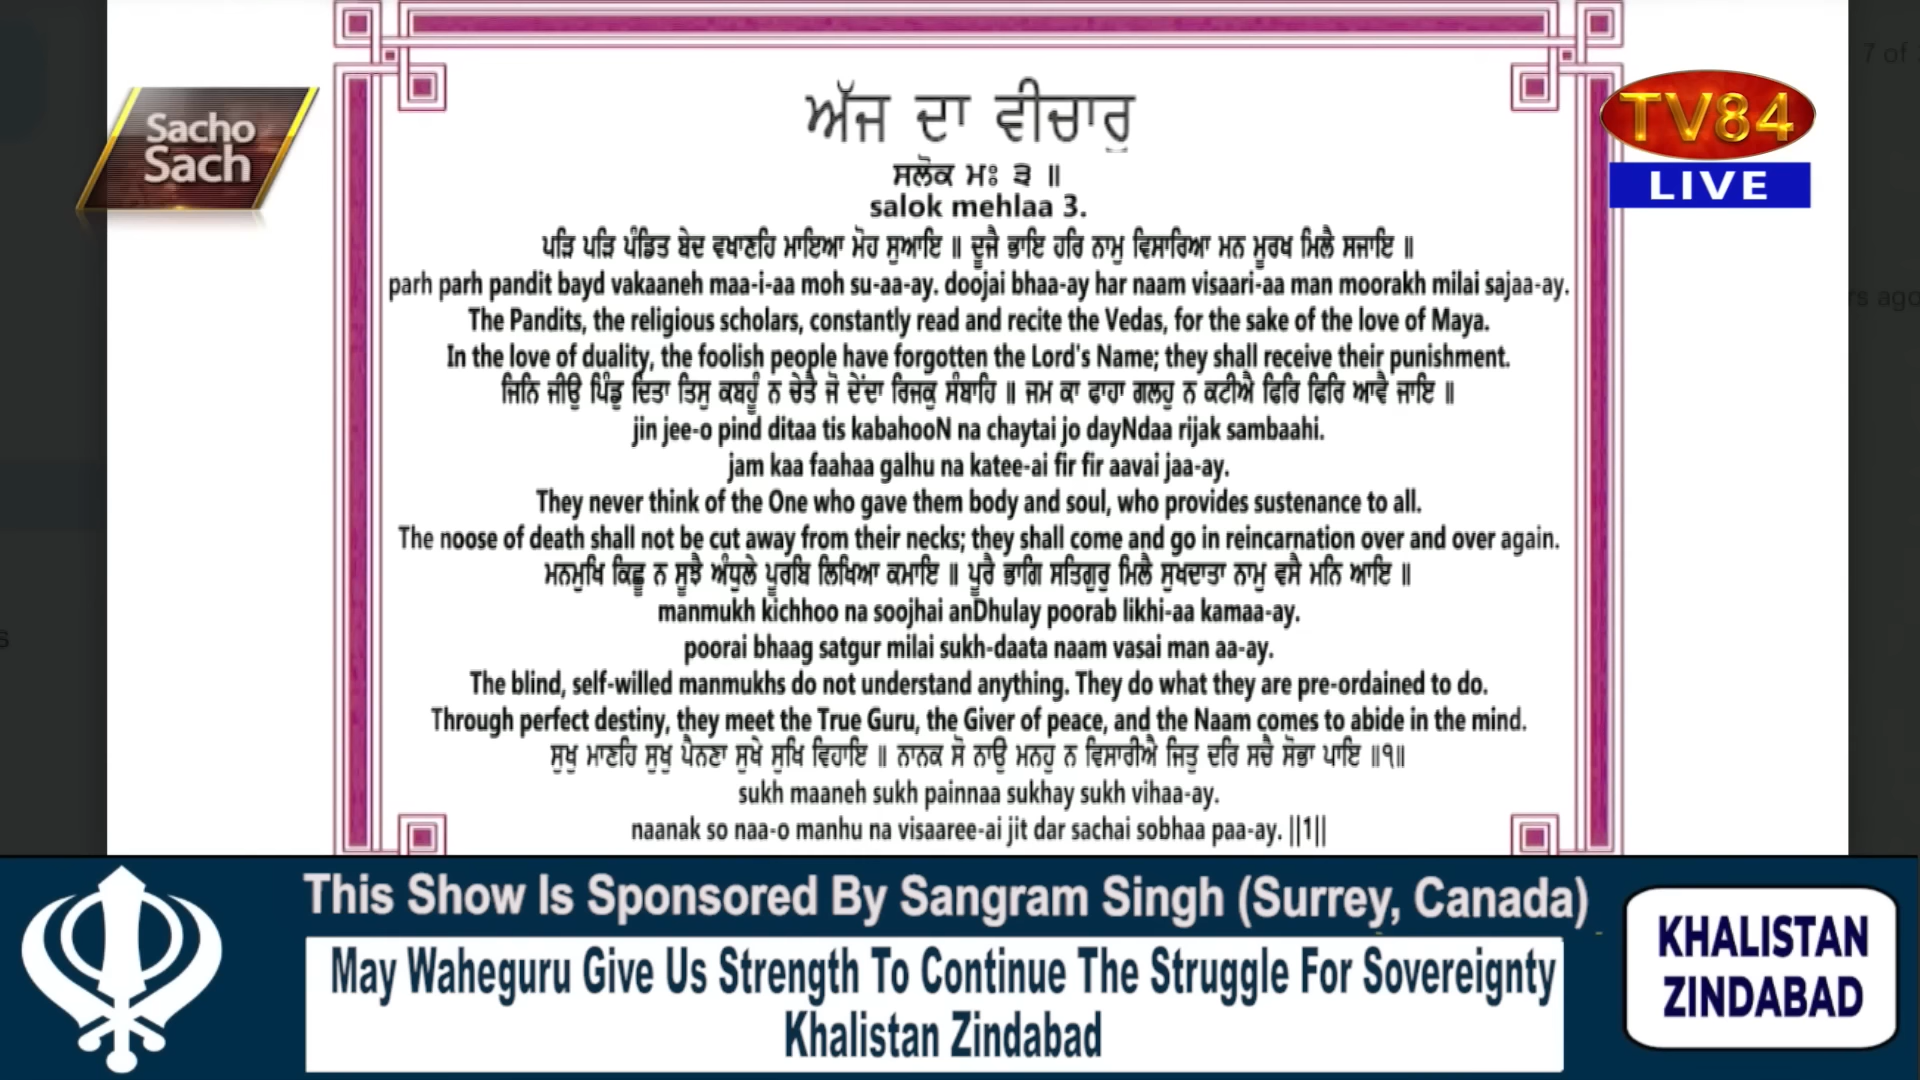 Sacho
Sach
TV84
LIVE
7 of
rs ago
s
ਅੱਜ ਦਾ ਵੀਚਾਰੁ
ਸਲੋਕ ਮਃ ੩ ॥
salok mehlaa 3.
ਪੜਿ ਪੜਿ ਪੰਡਿਤ ਬੇਦ ਵਖਾਣਹਿ ਮਾਇਆ ਮੋਹ ਸੁਆਇ ॥ ਦੂਜੈ ਭਾਇ ਹਰਿ ਨਾਮੁ ਵਿਸਾਰਿਆ ਮਨ ਮੂਰਖ ਮਿਲੈ ਸਜਾਇ ॥
parh parh pandit bayd vakaaneh maa-i-aa moh su-aa-ay. doojai bhaa-ay har naam visaari-aa man moorakh milai sajaa-ay.
The Pandits, the religious scholars, constantly read and recite the Vedas, for the sake of the love of Maya.
In the love of duality, the foolish people have forgotten the Lord's Name; they shall receive their punishment.
ਜਿਨਿ ਜੀਉ ਪਿੰਡੁ ਦਿਤਾ ਤਿਸੁ ਕਬਹੂੰ ਨ ਚੇਤੈ ਜੋ ਦੇਂਦਾ ਰਿਜਕੁ ਸੰਬਾਹਿ ॥ ਜਮ ਕਾ ਫਾਹਾ ਗਲਹੁ ਨ ਕਟੀਐ ਫਿਰਿ ਫਿਰਿ ਆਵੈ ਜਾਇ ॥
jin jee-o pind ditaa tis kabahooN na chaytai jo dayNdaa rijak sambaahi.
jam kaa faahaa galhu na katee-ai fir fir aavai jaa-ay.
They never think of the One who gave them body and soul, who provides sustenance to all.
The noose of death shall not be cut away from their necks; they shall come and go in reincarnation over and over again.
ਮਨਮੁਖਿ ਕਿਛੂ ਨ ਸੂਝੈ ਅੰਧੁਲੇ ਪੂਰਬਿ ਲਿਖਿਆ ਕਮਾਇ ॥ ਪੂਰੈ ਭਾਗਿ ਸਤਿਗੁਰੁ ਮਿਲੈ ਸੁਖਦਾਤਾ ਨਾਮੁ ਵਸੈ ਮਨਿ ਆਇ ॥
manmukh kichhoo na soojhai anDhulay poorab likhi-aa kamaa-ay.
poorai bhaag satgur milai sukh-daata naam vasai man aa-ay.
The blind, self-willed manmukhs do not understand anything. They do what they are pre-ordained to do.
Through perfect destiny, they meet the True Guru, the Giver of peace, and the Naam comes to abide in the mind.
ਸੁਖੁ ਮਾਣਹਿ ਸੁਖੁ ਪੈਨਣਾ ਸੁਖੇ ਸੁਖਿ ਵਿਹਾਇ ॥ ਨਾਨਕ ਸੋ ਨਾਉ ਮਨਹੁ ਨ ਵਿਸਾਰੀਐ ਜਿਤੁ ਦਰਿ ਸਚੈ ਸੋਭਾ ਪਾਇ ॥੧॥
sukh maaneh sukh painnaa sukhay sukh vihaa-ay.
naanak so naa-o manhu na visaaree-ai jit dar sachai sobhaa paa-ay. ||1||
This Show Is Sponsored By Sangram Singh (Surrey, Canada)
May Waheguru Give Us Strength To Continue The Struggle For Sovereignty
Khalistan Zindabad
KHALISTAN
ZINDABAD